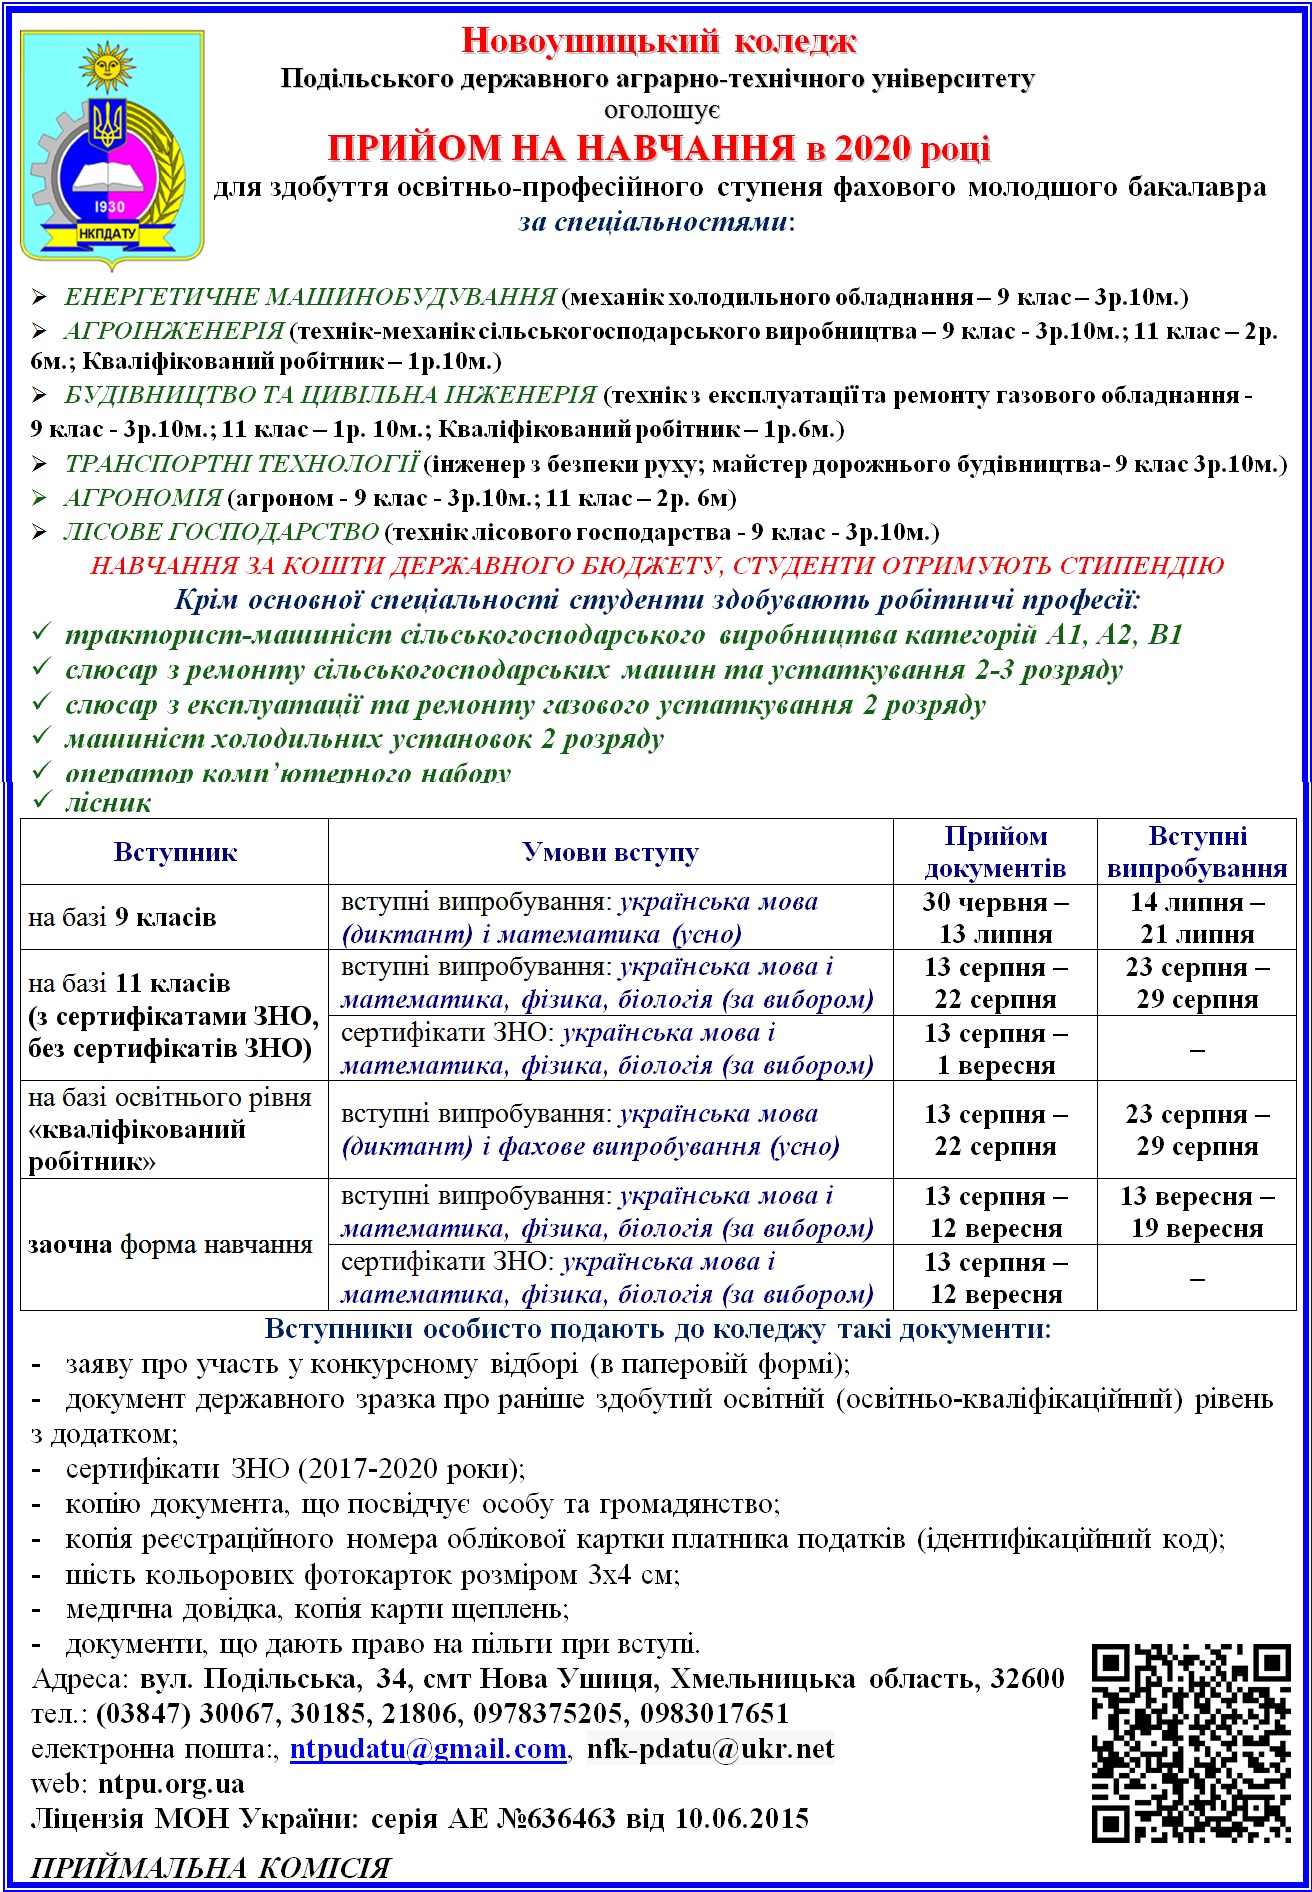 Новоушицький коледж
Подільського державного аграрно-технічного університету
оголошує
ПРИЙОМ НА НАВЧАННЯ в 2020 році
для здобуття освітньо-професійного ступеня фахового молодшого бакалавра
за спеціальностями:
1930
НКПДАТУ
➢ ЕНЕРГЕТИЧНЕ МАШИНОБУДУВАННЯ (механік холодильного обладнання – 9 клас – 3р.10м.)
➢ АГРОІНЖЕНЕРІЯ (технік-механік сільськогосподарського виробництва – 9 клас - 3р.10м.; 11 клас – 2р.
6м.; Кваліфікований робітник – 1р.10м.)
➢ БУДІВНИЦТВО ТА ЦИВІЛЬНА ІНЖЕНЕРІЯ (технік з експлуатації та ремонту газового обладнання -
9 клас - 3р.10м.; 11 клас – 1р. 10м.; Кваліфікований робітник – 1р.6м.)
➢ ТРАНСПОРТНІ ТЕХНОЛОГІЇ (інженер з безпеки руху; майстер дорожнього будівництва- 9 клас 3р.10м.)
➢ АГРОНОМІЯ (агроном - 9 клас - 3р.10м.; 11 клас – 2р. 6м)
➢ ЛІСОВЕ ГОСПОДАРСТВО (технік лісового господарства - 9 клас - 3р.10м.)
НАВЧАННЯ ЗА КОШТИ ДЕРЖАВНОГО БЮДЖЕТУ, СТУДЕНТИ ОТРИМУЮТЬ СТИПЕНДІЮ
Крім основної спеціальності студенти здобувають робітничі професії:
✓ тракторист-машиніст сільськогосподарського виробництва категорій А1, А2, В1
✓ слюсар з ремонту сільськогосподарських машин та устаткування 2-3 розряду
✓ слюсар з експлуатації та ремонту газового устаткування 2 розряду
✓ машиніст холодильних установок 2 розряду
✓ оператор комп’ютерного набору
✓ лісник
Вступник
Умови вступу
Прийом
документів
Вступні
випробування
на базі 9 класів
вступні випробування: українська мова
(диктант) і математика (усно)
30 червня –
13 липня
14 липня –
21 липня
на базі 11 класів
(з сертифікатами ЗНО,
без сертифікатів ЗНО)
вступні випробування: українська мова і
математика, фізика, біологія (за вибором)
13 серпня –
22 серпня
23 серпня –
29 серпня
сертифікати ЗНО: українська мова і
математика, фізика, біологія (за вибором)
13 серпня –
1 вересня
–
на базі освітнього рівня
«кваліфікований
робітник»
вступні випробування: українська мова
(диктант) і фахове випробування (усно)
13 серпня –
22 серпня
23 серпня –
29 серпня
заочна форма навчання
вступні випробування: українська мова і
математика, фізика, біологія (за вибором)
13 серпня –
12 вересня
13 вересня –
19 вересня
сертифікати ЗНО: українська мова і
математика, фізика, біологія (за вибором)
13 серпня –
12 вересня
–
Вступники особисто подають до коледжу такі документи:
- заяву про участь у конкурсному відборі (в паперовій формі);
- документ державного зразка про раніше здобутий освітній (освітньо-кваліфікаційний) рівень
з додатком;
- сертифікати ЗНО (2017-2020 роки);
- копію документа, що посвідчує особу та громадянство;
- копія реєстраційного номера облікової картки платника податків (ідентифікаційний код);
- шість кольорових фотокарток розміром 3х4 см;
- медична довідка, копія карти щеплень;
- документи, що дають право на пільги при вступі.
Адреса: вул. Подільська, 34, смт Нова Ушиця, Хмельницька область, 32600
тел.: (03847) 30067, 30185, 21806, 0978375205, 0983017651
електронна пошта:, ntpudatu@gmail.com, nfk-pdatu@ukr.net
web: ntpu.org.ua
Ліцензія МОН України: серія АЕ №636463 від 10.06.2015
ПРИЙМАЛЬНА КОМІСІЯ